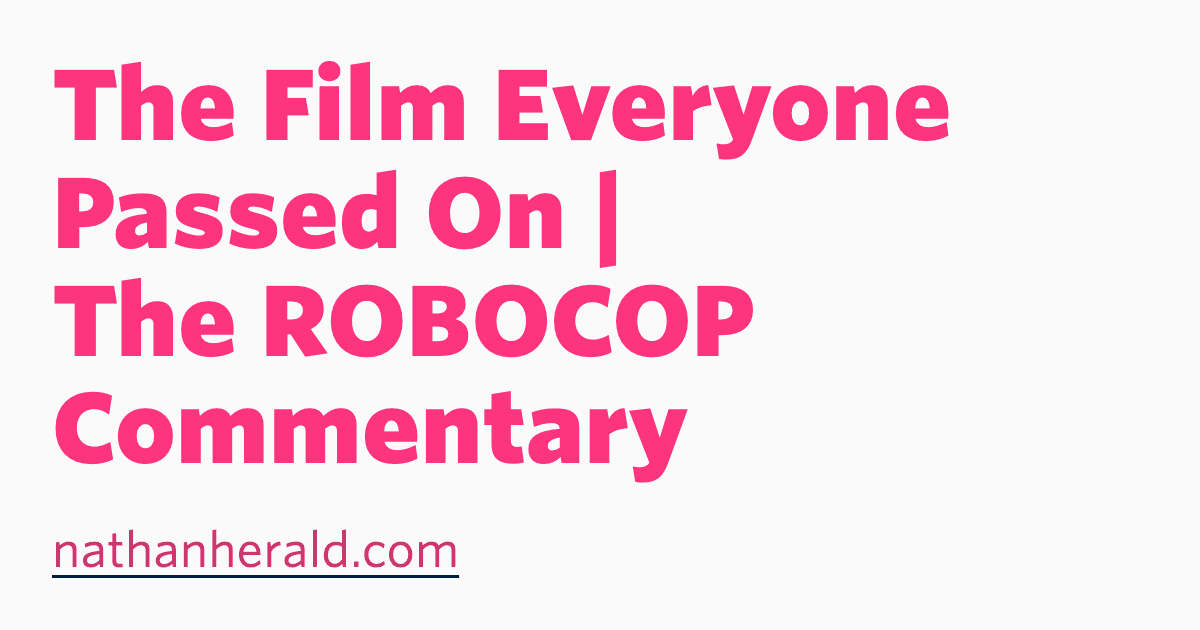 The Film Everyone
Passed On |
The ROBOCOP
Commentary
nathanherald.com